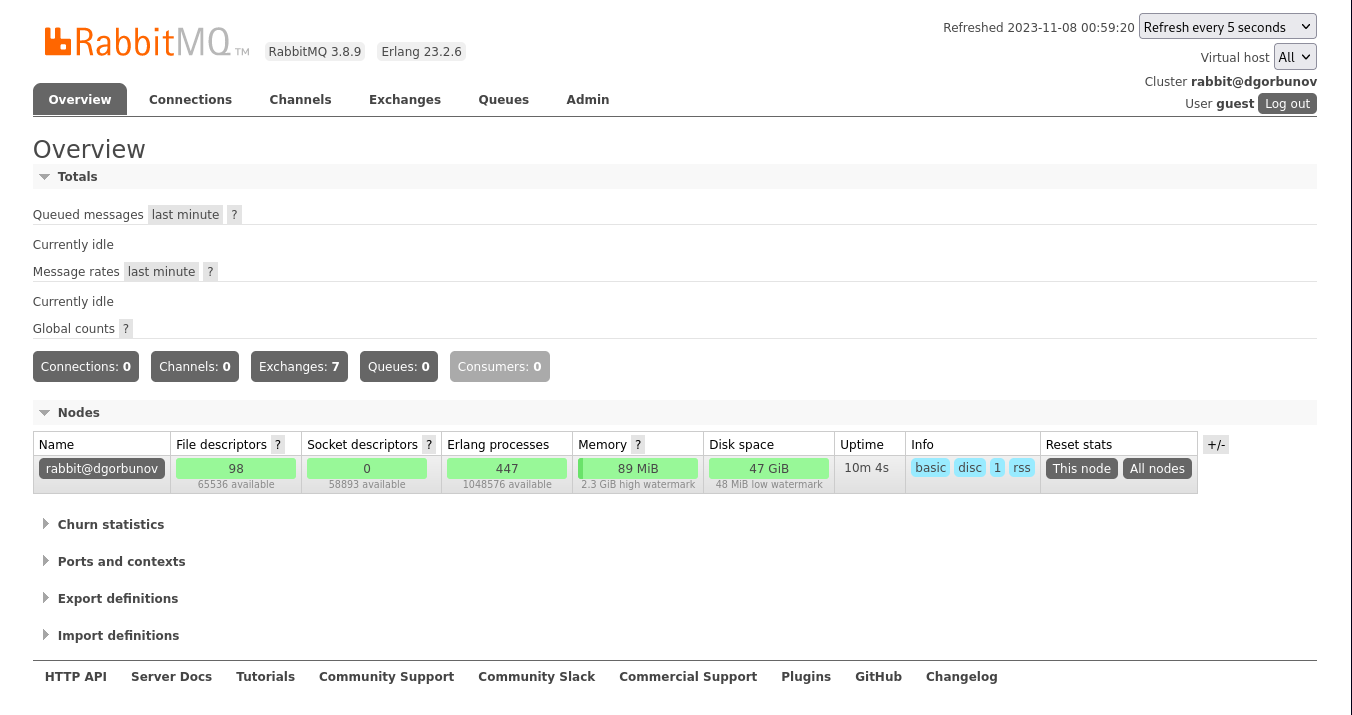 RabbitMQ TM RabbitMQ 3.8.9 Erlang 23.2.6
Refreshed 2023-11-08 00:59:20 Refresh every 5 seconds
Virtual host All
Cluster rabbit@dgorbunov
User guest Log out
Overview Connections Channels Exchanges Queues Admin
Overview
Totals
Queued messages last minute ?
Currently idle
Message rates last minute ?
Currently idle
Global counts ?
Connections: 0 Channels: 0 Exchanges: 7 Queues: 0 Consumers: 0
Nodes
Name File descriptors ? Socket descriptors ? Erlang processes Memory ? Disk space Uptime Info Reset stats +/-
rabbit@dgorbunov 98 0 447 89 MiB 47 GiB 10m 4s basic disc 1 rss This node All nodes
65536 available 58893 available 1048576 available 2.3 GiB high watermark 48 MiB low watermark
Churn statistics
Ports and contexts
Export definitions
Import definitions
HTTP API Server Docs Tutorials Community Support Community Slack Commercial Support Plugins GitHub Changelog